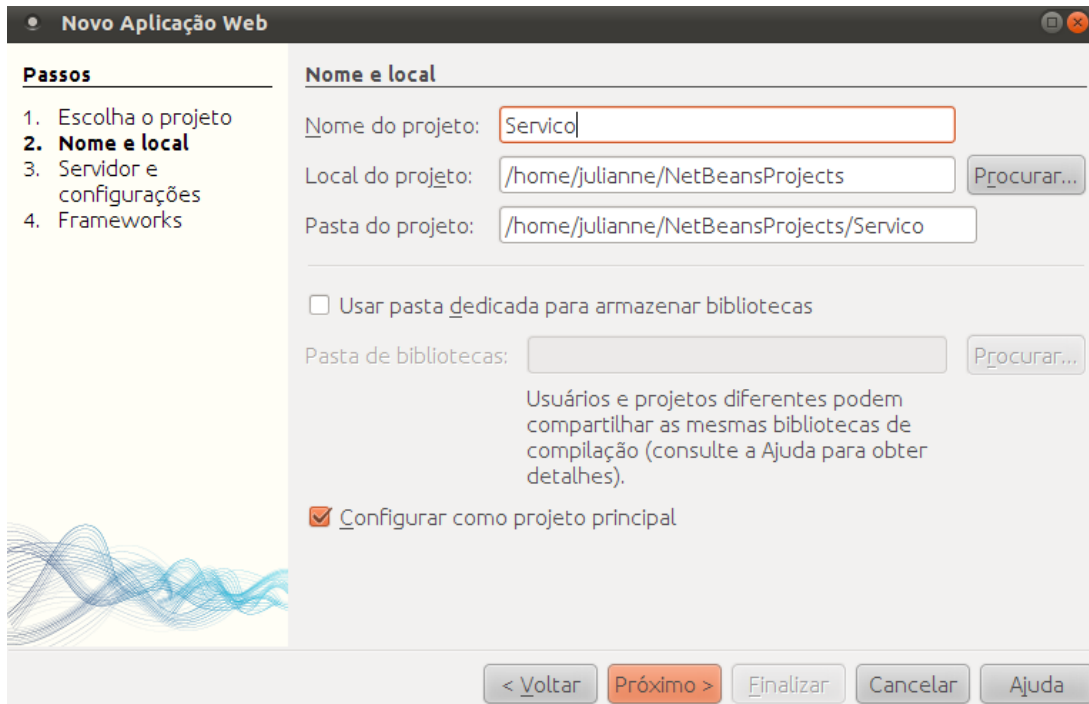 Novo Aplicação Web
Passos
1. Escolha o projeto
2. Nome e local
3. Servidor e
configurações
4. Frameworks
Nome e local
Nome do projeto: Servico
Local do projeto: /home/julianne/NetBeansProjects Procurar...
Pasta do projeto: /home/julianne/NetBeansProjects/Servico
Usar pasta dedicada para armazenar bibliotecas
Pasta de bibliotecas: Procurar...
Usuários e projetos diferentes podem
compartilhar as mesmas bibliotecas de
compilação (consulte a Ajuda para obter
detalhes).
Configurar como projeto principal
< Voltar Próximo > Finalizar Cancelar Ajuda